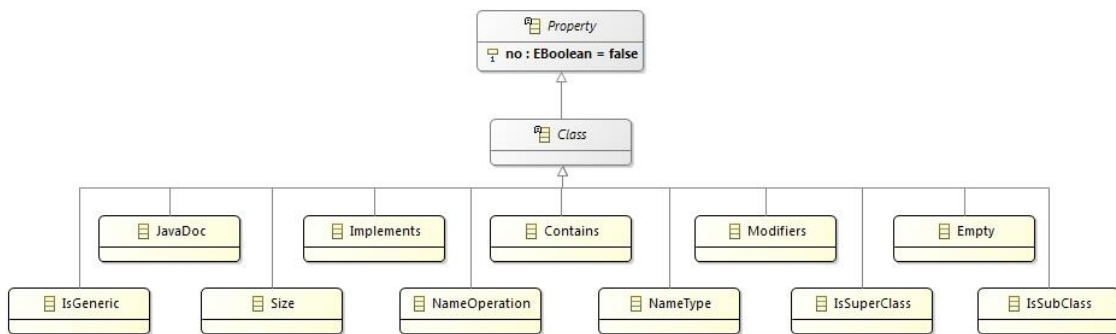 Property
no : EBoolean = false
Class
JavaDoc
Implements
Contains
Modifiers
Empty
IsGeneric
Size
NameOperation
NameType
IsSuperClass
IsSubClass